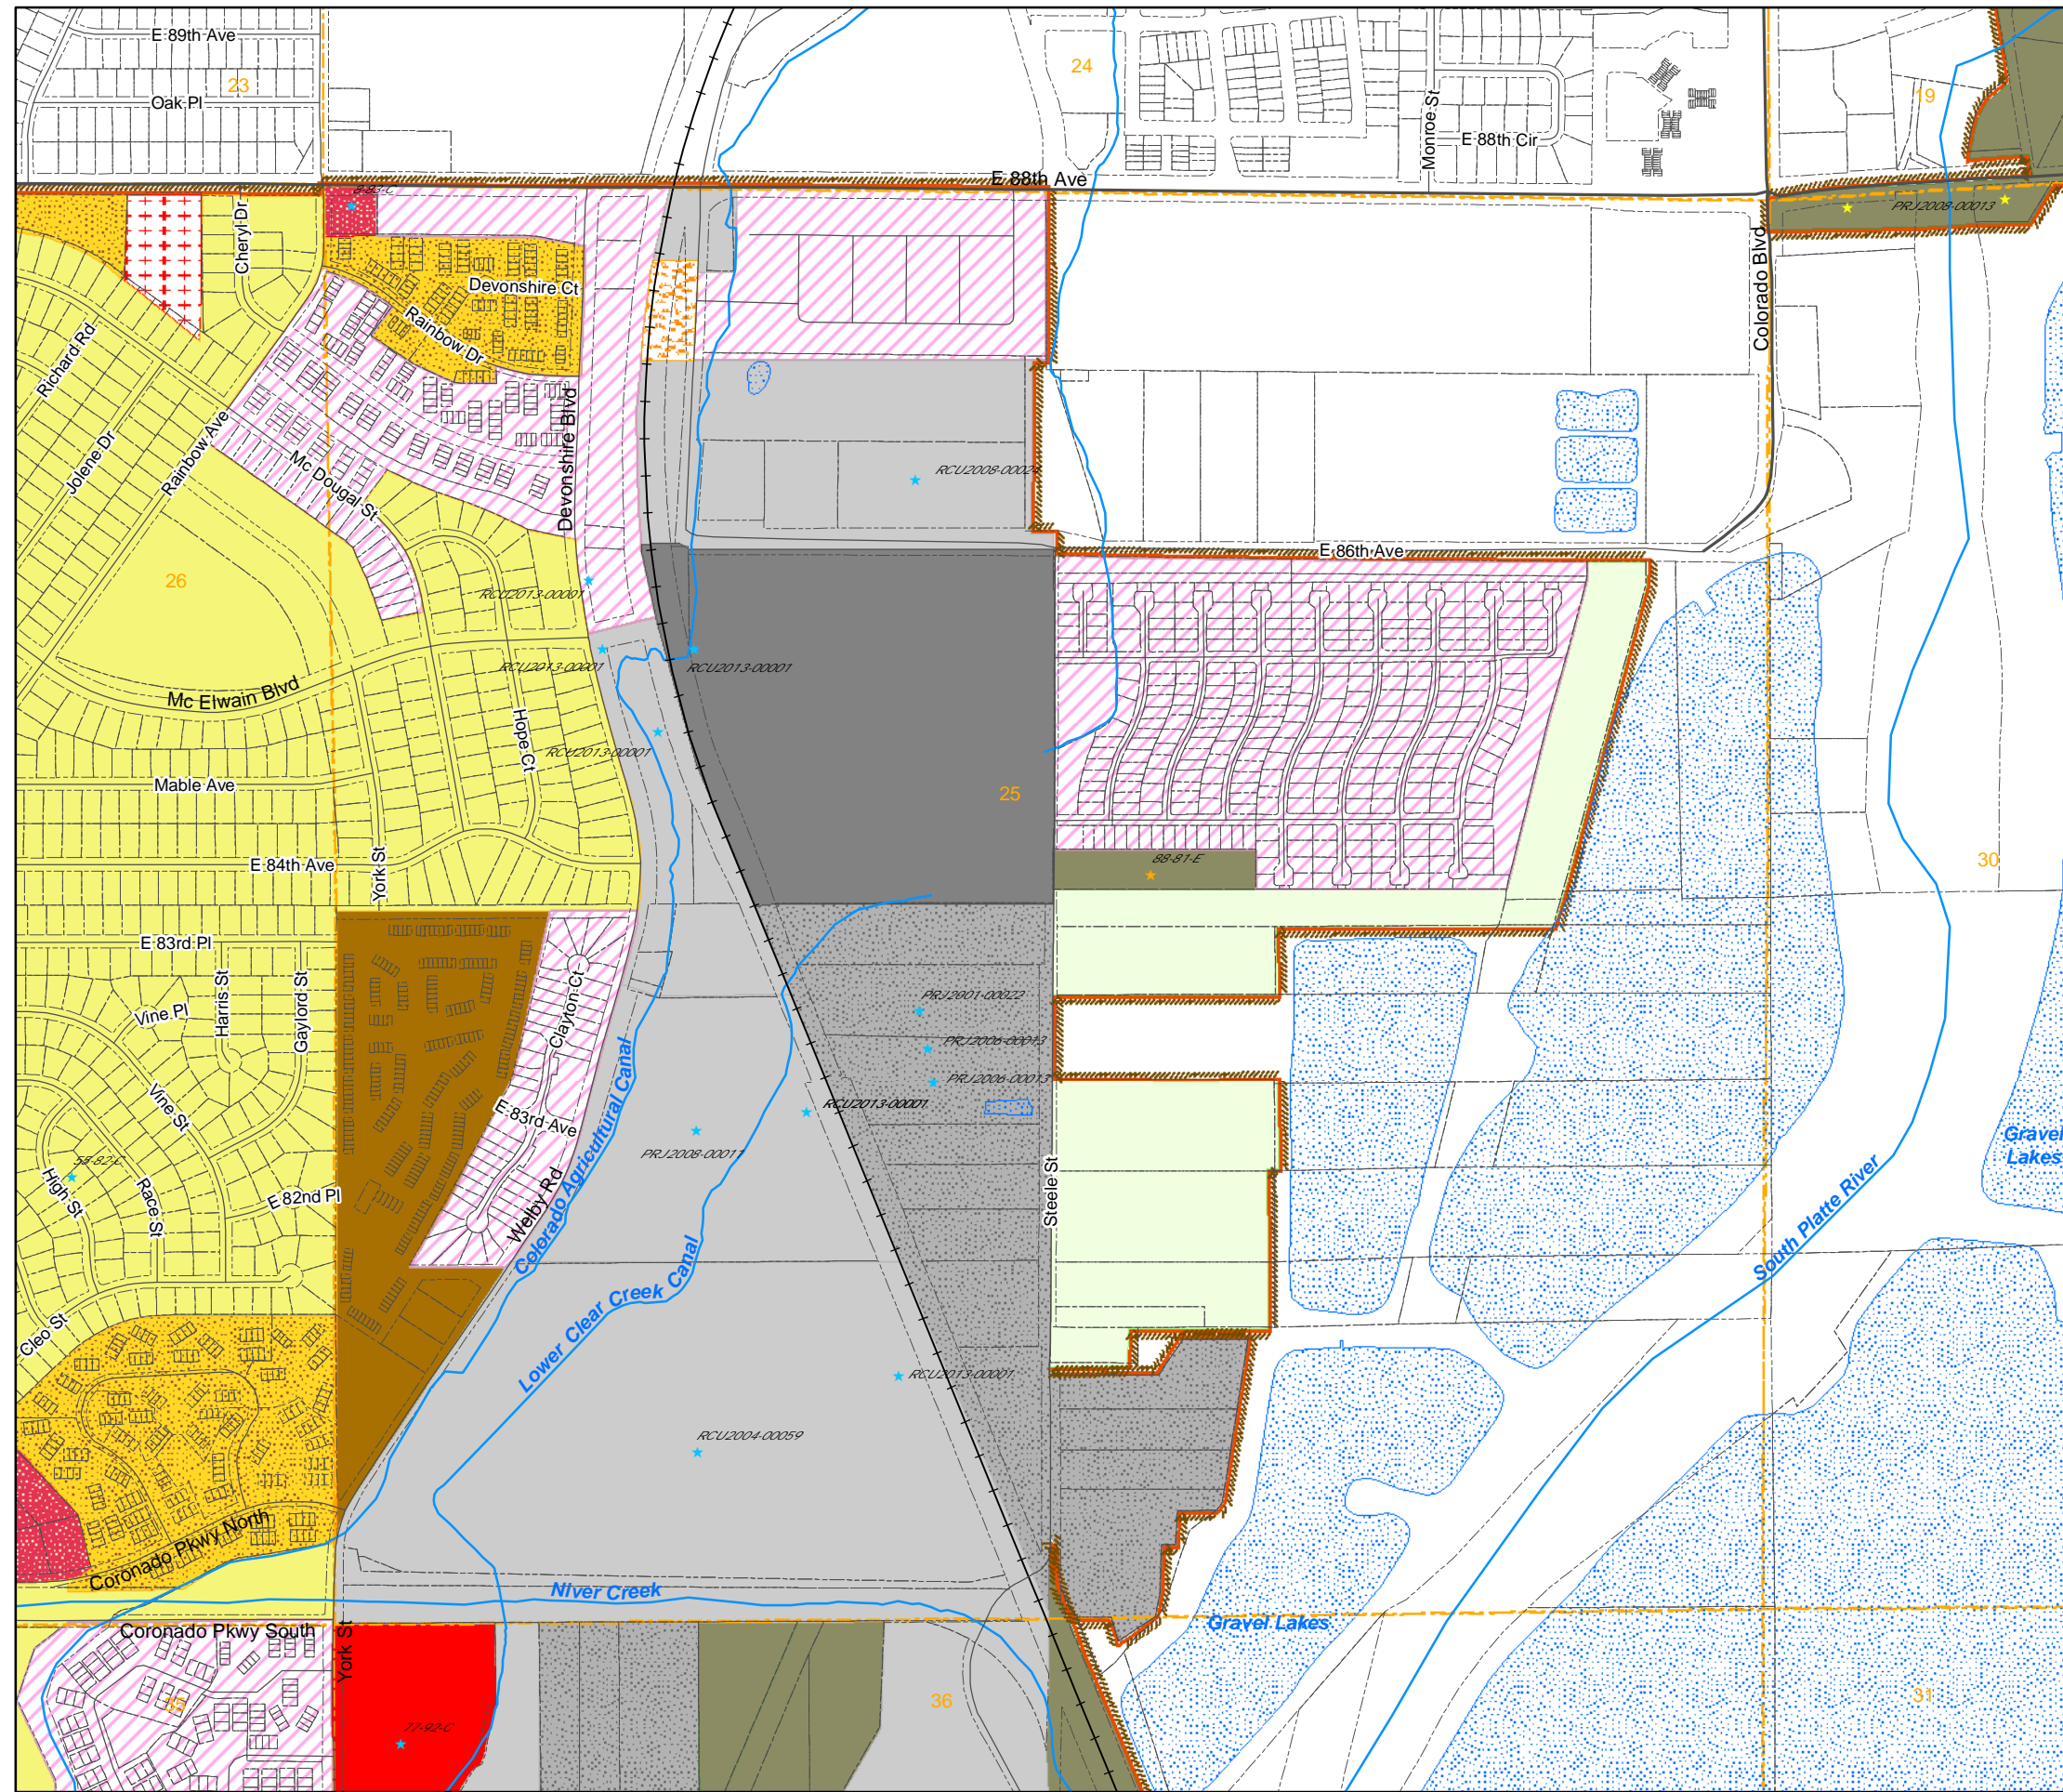 E 89th Ave
23
Oak Pl
24
Monroe St
E 88th Cir
19
8-83-C
E 88th Ave
PRJ2008-00013
Cheryl Dr
Colorado Blvd
Devonshire Ct
Rainbow Dr
Richard Rd
Jolene Dr
Rainbow Ave
Mc Dougal St
Devonshire Blvd
RCU2008-00024
E 86th Ave
26
RCU2013-00001
RCU2013-00001
RCU2013-00001
Mc Elwain Blvd
Hope Ct
RCU2013-00001
Mable Ave
25
E 84th Ave
York St
88-81-E
30
E 83rd Pl
Harris St
Gaylord St
Vine Pl
Clayton Ct
PRJ2001-00022
PRJ2006-00013
PRJ2006-00013
RCU2013-00001
Vine St
E 83rd Ave
PRJ2008-00011
Gravel
Lakes
55-82-C
High St
Race St
E 82nd Pl
Welby Rd
Colorado Agricultural Canal
Steele St
South Platte River
Lower Clear Creek Canal
Cleo St
RCU2013-00001
RCU2004-00059
Coronado Pkwy North
Niver Creek
Gravel Lakes
Coronado Pkwy South
York St
35
36
31
77-92-C